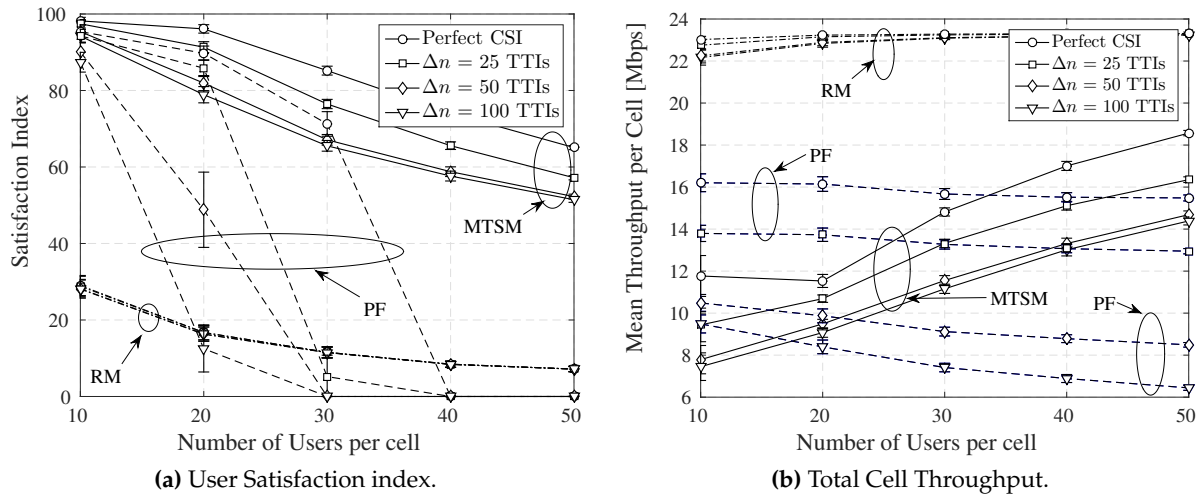 100
80
60
40
20
0
10
20
30
40
50
Satisfaction Index
Number of Users per cell
Perfect CSI
Δn = 25 TTIs
Δn = 50 TTIs
Δn = 100 TTIs
MTSM
PF
RM
(a) User Satisfaction index.
24
22
20
18
16
14
12
10
8
6
10
20
30
40
50
Mean Throughput per Cell [Mbps]
Number of Users per cell
Perfect CSI
Δn = 25 TTIs
Δn = 50 TTIs
Δn = 100 TTIs
RM
PF
MTSM
PF
(b) Total Cell Throughput.